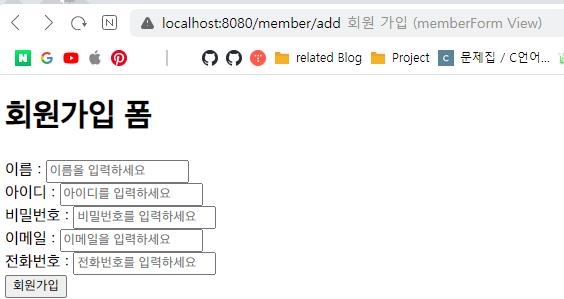 localhost:8080/member/add 회원 가입 (memberForm View)
related Blog Project 문제집 / C언어...
회원가입 폼
이름 : 이름을 입력하세요
아이디 : 아이디를 입력하세요
비밀번호 : 비밀번호를 입력하세요
이메일 : 이메일을 입력하세요
전화번호 : 전화번호를 입력하세요
회원가입